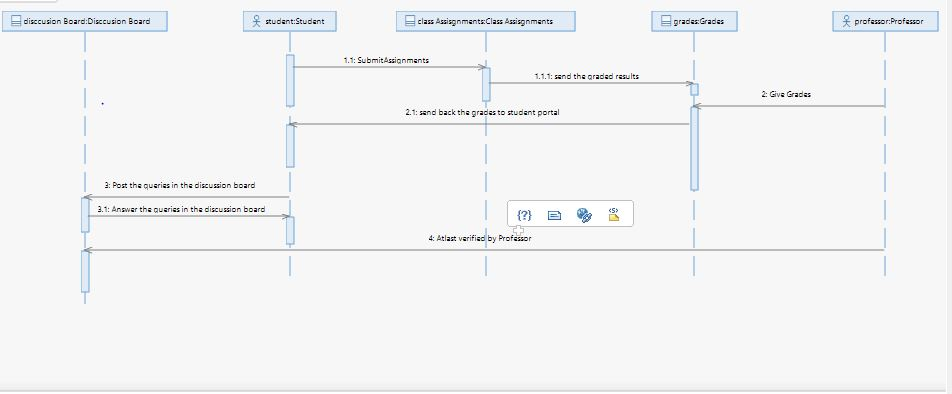 disccusion Board:Disccusion Board
student:Student
class Assisgnments:Class Assignments
grades:Grades
professor:Professor
1.1: SubmitAssignments
1.1.1: send the graded results
2: Give Grades
2.1: send back the grades to student portal
3: Post the queries in the discussion board
3.1: Answer the queries in the discussion board
{?}
«S»
4: Atlast verified by Professor